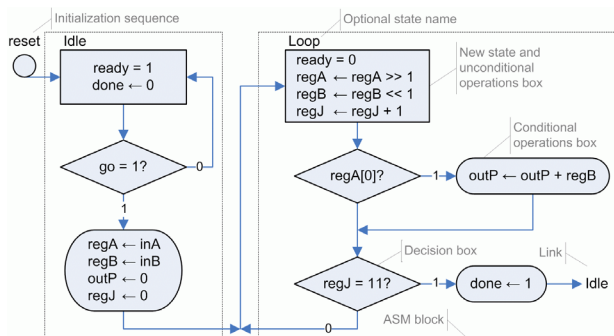 Initialization sequence
Optional state name
reset
Idle
Loop
ready = 1
done ← 0
ready = 0
regA ← regA >> 1
regB ← regB << 1
regJ ← regJ + 1
New state and
unconditional
operations box
go = 1?
0
1
Conditional
operations box
regA[0]?
1
outP ← outP + regB
regA ← inA
regB ← inB
outP ← 0
regJ ← 0
Decision box
Link
regJ = 11?
1
done ← 1
Idle
0
ASM block